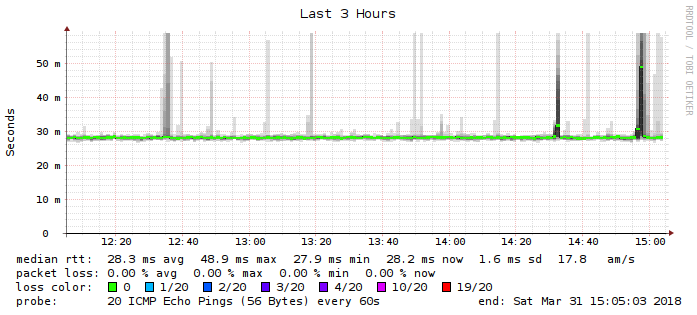 Last 3 Hours
RRDTOOL / TOBI OETIKER
Seconds
50 m
40 m
30 m
20 m
10 m
0
12:20 12:40 13:00 13:20 13:40 14:00 14:20 14:40 15:00
median rtt: 28.3 ms avg 48.9 ms max 27.9 ms min 28.2 ms now 1.6 ms sd 17.8 am/s
packet loss: 0.00 % avg 0.00 % max 0.00 % min 0.00 % now
loss color: 0 1/20 2/20 3/20 4/20 10/20 19/20
probe: 20 ICMP Echo Pings (56 Bytes) every 60s end: Sat Mar 31 15:05:03 2018